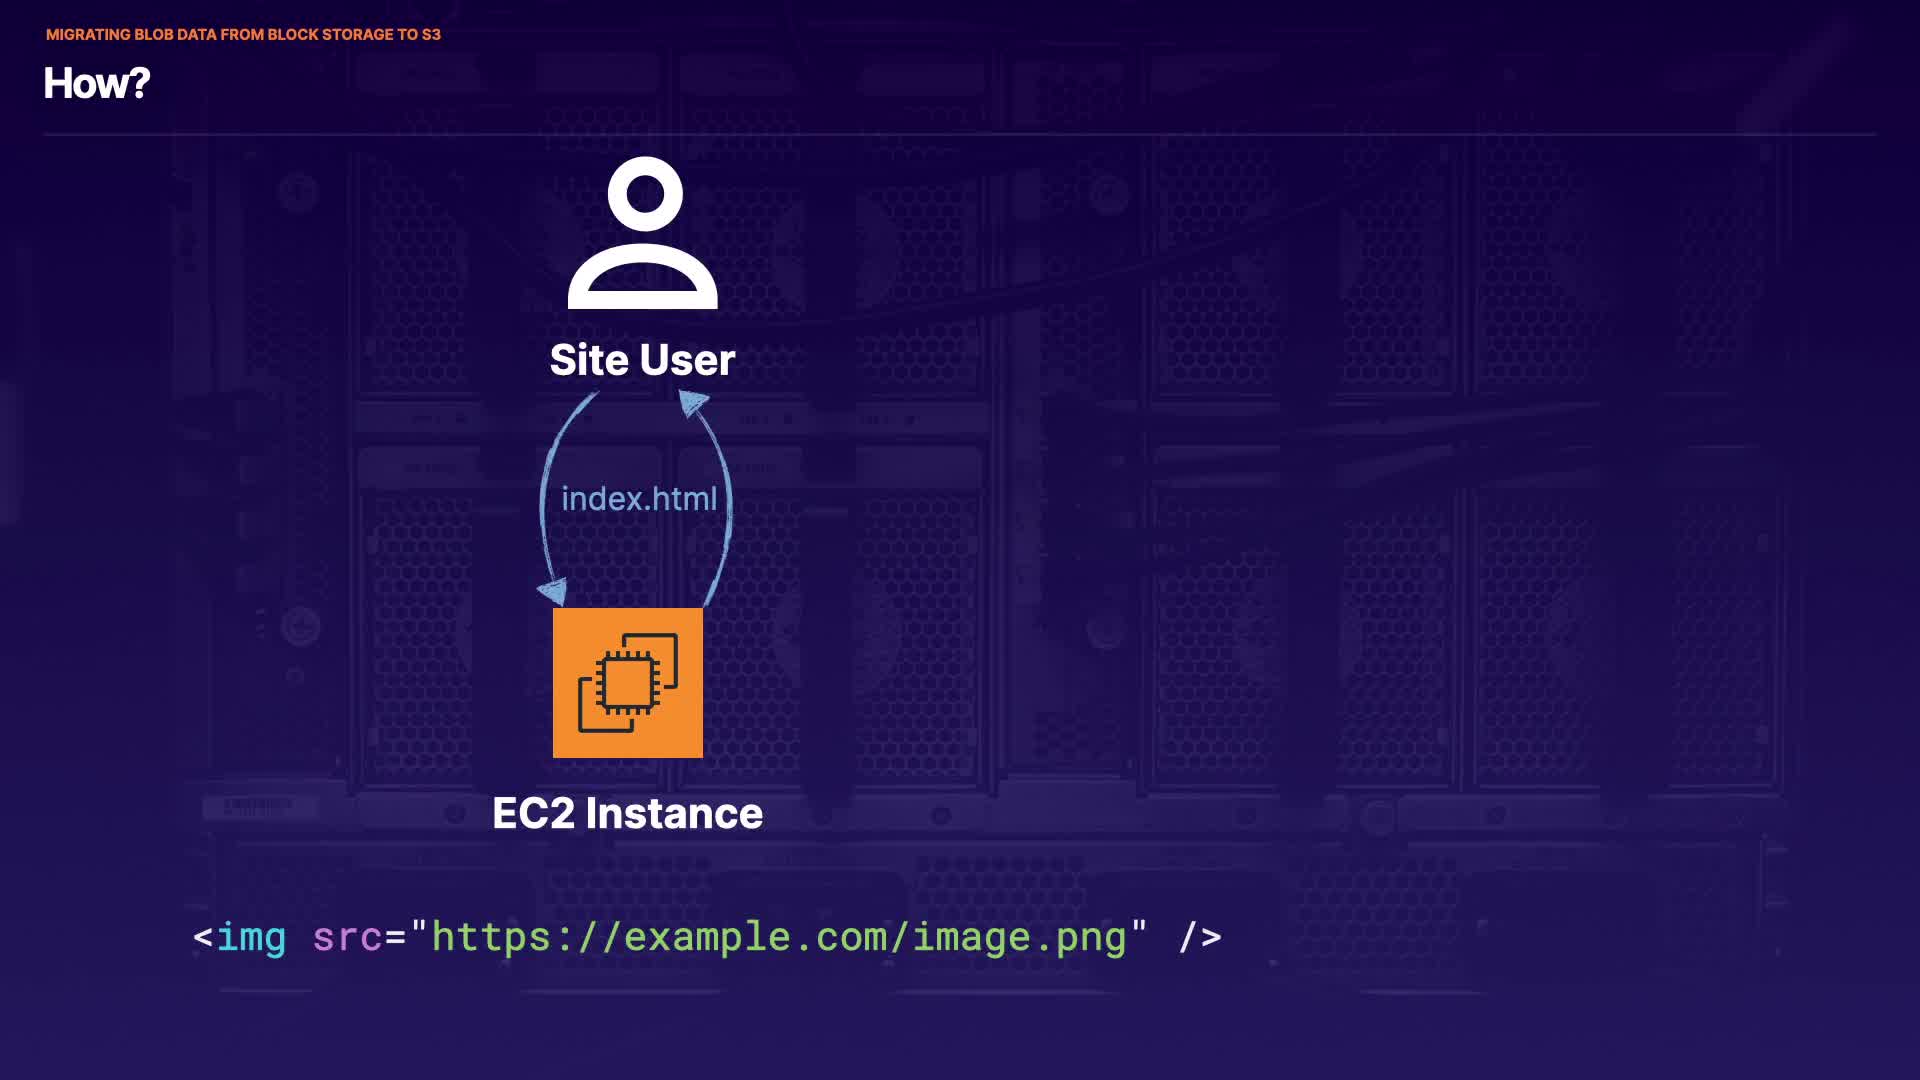 MIGRATING BLOB DATA FROM BLOCK STORAGE TO S3
How?
Site User
index.html
EC2 Instance
<img src="https://example.com/image.png" />